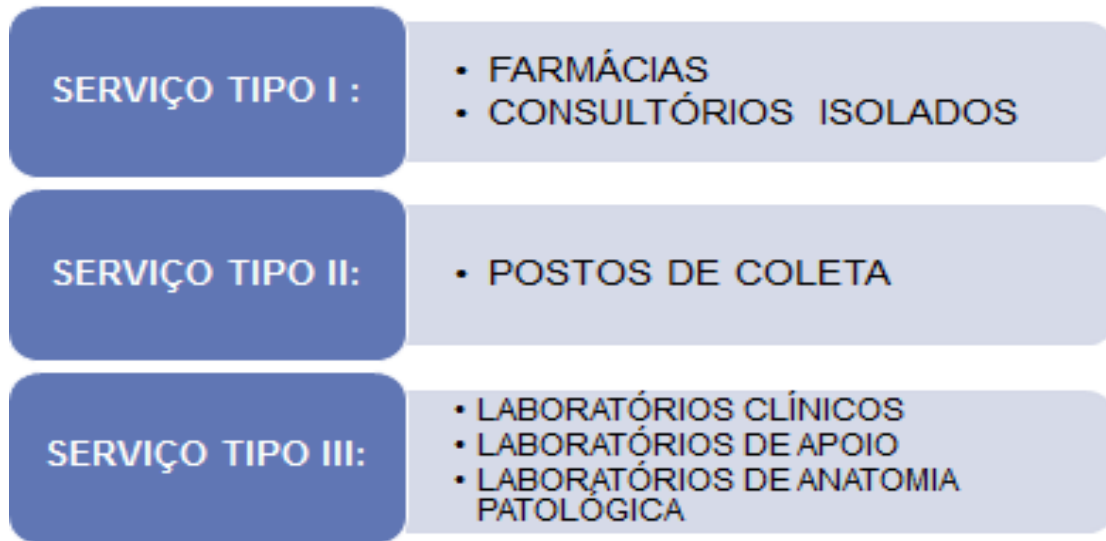 SERVIÇO TIPO I :
• FARMÁCIAS
• CONSULTÓRIOS ISOLADOS
SERVIÇO TIPO II:
• POSTOS DE COLETA
SERVIÇO TIPO III:
• LABORATÓRIOS CLÍNICOS
• LABORATÓRIOS DE APOIO
• LABORATÓRIOS DE ANATOMIA
PATOLÓGICA